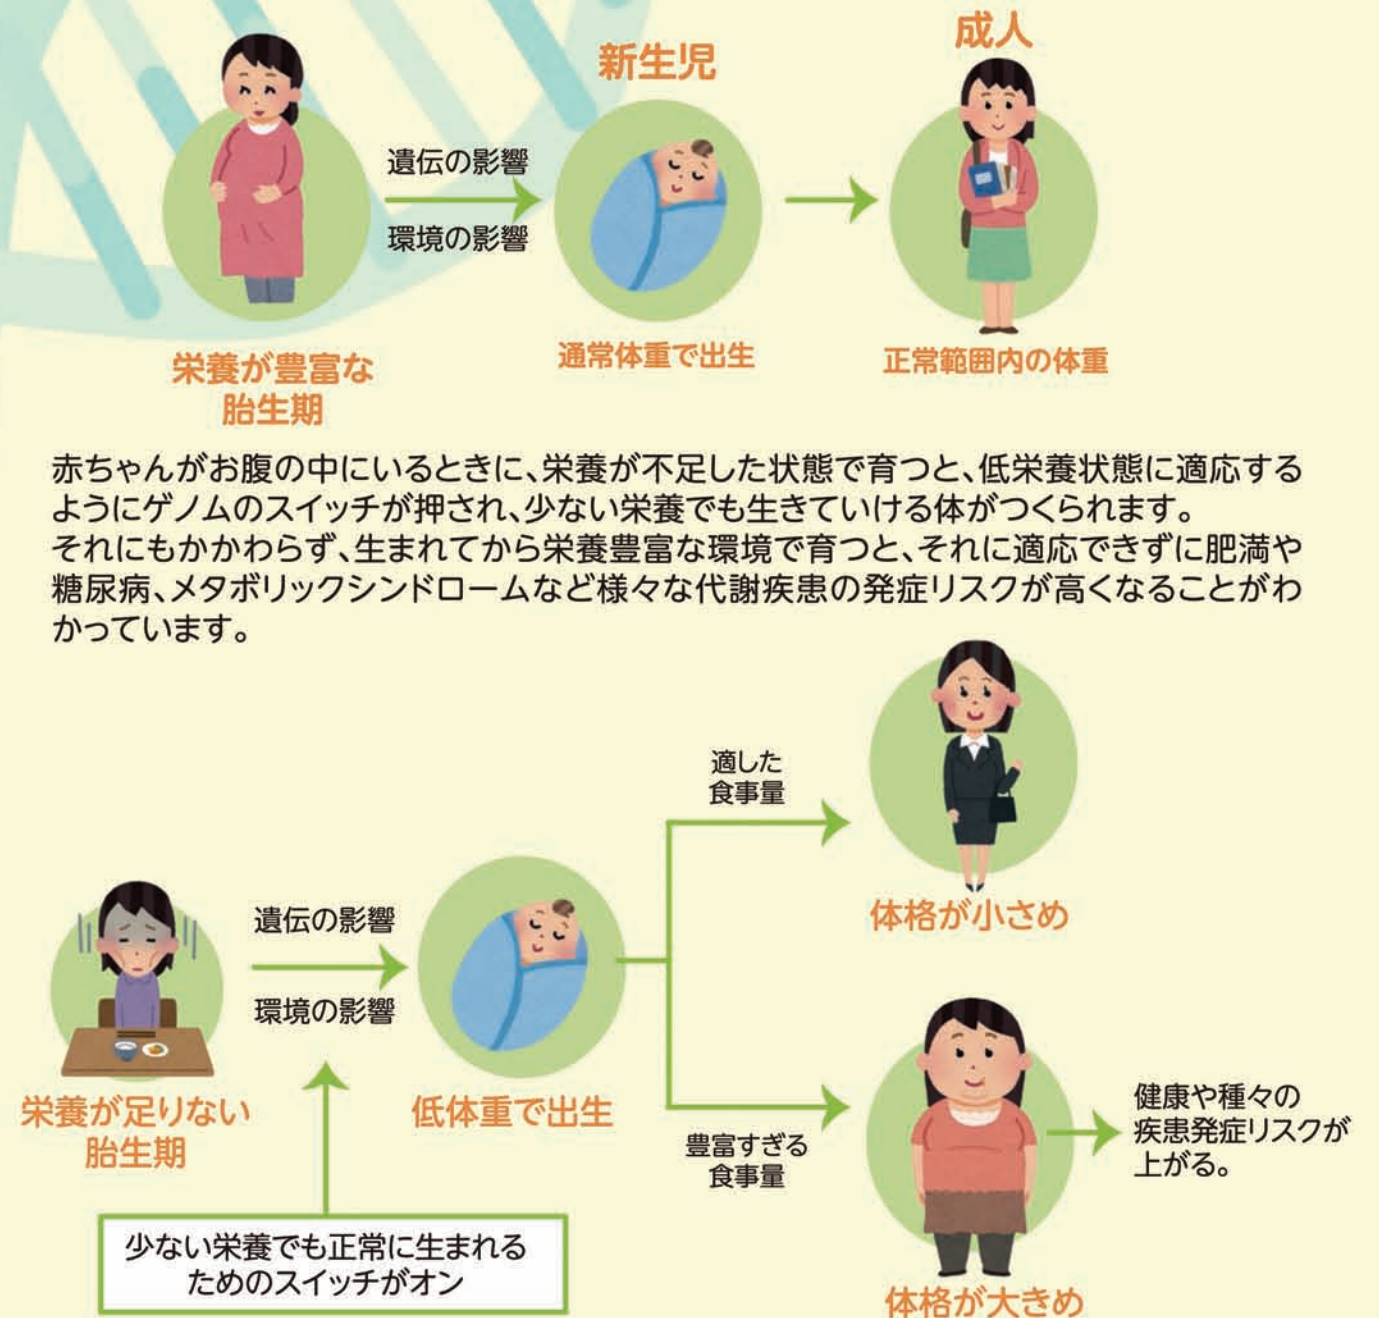 成人
新生児
遺伝の影響
環境の影響
栄養が豊富な
胎生期
通常体重で出生
正常範囲内の体重
赤ちゃんがお腹の中にいるときに、栄養が不足した状態で育つと、低栄養状態に適応する
ようにゲノムのスイッチが押され、少ない栄養でも生きていける体がつくられます。
それにもかかわらず、生まれてから栄養豊富な環境で育つと、それに適応できずに肥満や
糖尿病、メタボリックシンドロームなど様々な代謝疾患の発症リスクが高くなることがわ
かっています。
適した
食事量
体格が小さめ
遺伝の影響
環境の影響
栄養が足りない
胎生期
低体重で出生
豊富すぎる
食事量
健康や種々の
疾患発症リスクが
上がる。
少ない栄養でも正常に生まれる
ためのスイッチがオン
体格が大きめ